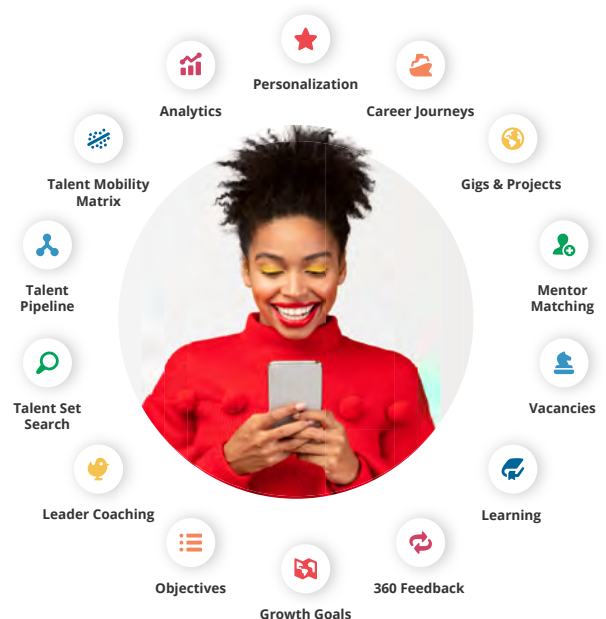 Personalization
Analytics
Career Journeys
Talent Mobility
Matrix
Gigs & Projects
Talent
Pipeline
Mentor
Matching
Talent Set
Search
Vacancies
Leader Coaching
Learning
Objectives
360 Feedback
Growth Goals